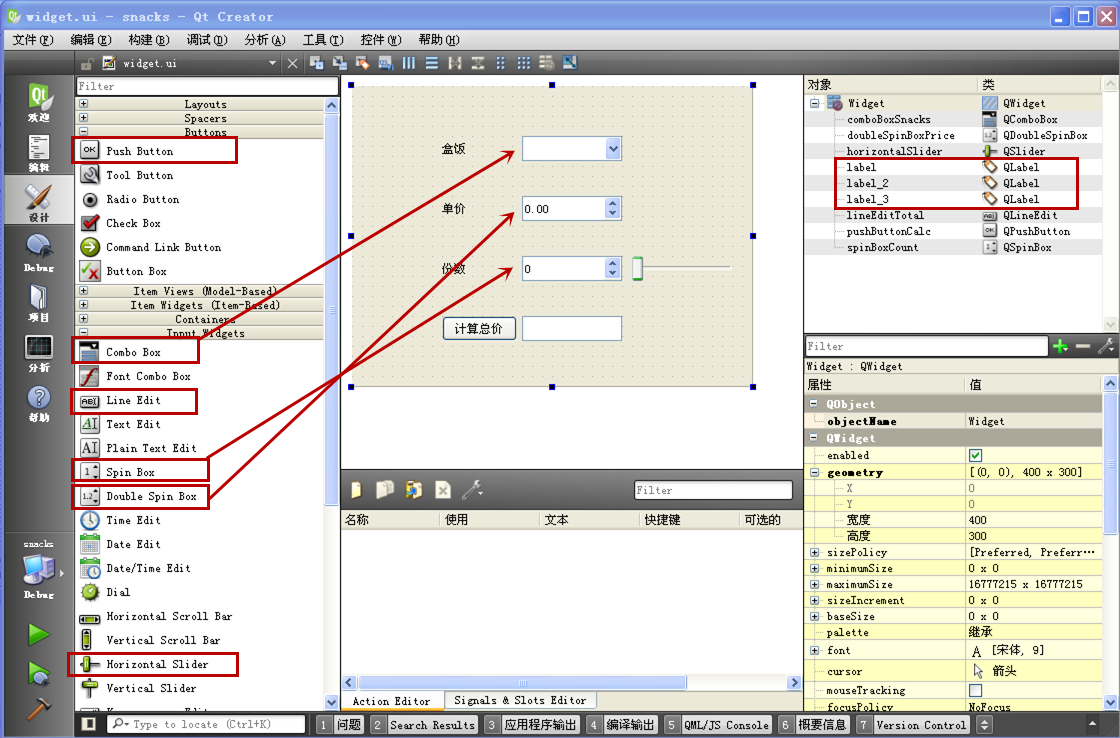 widget.ui - snacks - Qt Creator
文件(F) 编辑(E) 构建(B) 调试(D) 分析(A) 工具(T) 控件(W) 帮助(H)
widget.ui
欢迎
编辑
设计
Debug
项目
分析
帮助
snacks
Debug
Filter
Layouts
Spacers
Buttons
OK Push Button
Tool Button
Radio Button
Check Box
Command Link Button
Button Box
Item Views (Model-Based)
Item Widgets (Item-Based)
Containers
Input Widgets
Combo Box
Font Combo Box
ABI Line Edit
AI Text Edit
AI Plain Text Edit
1 Spin Box
1.2 Double Spin Box
Time Edit
Date Edit
Date/Time Edit
Dial
Horizontal Scroll Bar
Vertical Scroll Bar
Horizontal Slider
Vertical Slider
盒饭
单价 0.00
份数 0
计算总价
Filter
名称 使用 文本 快捷键 可选的
Action Editor Signals & Slots Editor
对象 类
Widget QWidget
comboBoxSnacks QComboBox
doubleSpinBoxPrice QDoubleSpinBox
horizontalSlider QSlider
label QLabel
label_2 QLabel
label_3 QLabel
lineEditTotal QLineEdit
pushButtonCalc QPushButton
spinBoxCount QSpinBox
Filter
Widget : QWidget
属性 值
QObject
objectName Widget
QWidget
enabled
geometry [(0, 0), 400 x 300]
X 0
Y 0
宽度 400
高度 300
sizePolicy [Preferred, Preferr...
minimumSize 0 x 0
maximumSize 16777215 x 16777215
sizeIncrement 0 x 0
baseSize 0 x 0
palette 继承
font A [宋体, 9]
cursor 箭头
mouseTracking
focusPolicy NoFocus
Type to locate (Ctrl+K) 1 问题 2 Search Results 3 应用程序输出 4 编译输出 5 QML/JS Console 6 概要信息 7 Version Control